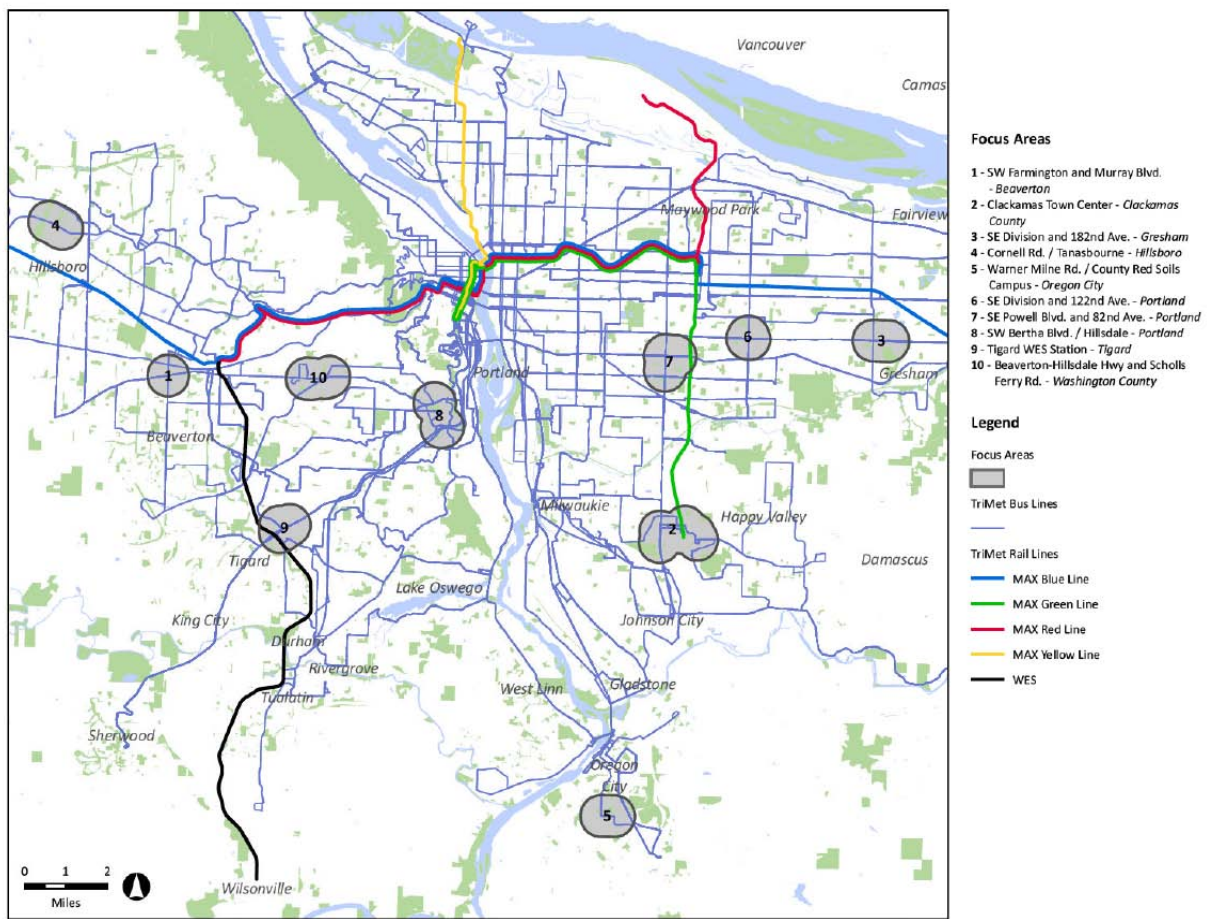 Vancouver
Camas
Maywood Park
Fairview
4
Hillsboro
1
10
7
6
3
Portland
Gresham
8
Beaverton
9
Milwaukie
2
Happy Valley
Tigard
Damascus
Lake Oswego
King City
Johnson City
Durham
Rivergrove
Gladstone
West Linn
Tualatin
Sherwood
Oregon
City
5
0 1 2
Miles
Wilsonville
Focus Areas
1 - SW Farmington and Murray Blvd.
- Beaverton
2 - Clackamas Town Center - Clackamas
County
3 - SE Division and 182nd Ave. - Gresham
4 - Cornell Rd. / Tanasbourne - Hillsboro
5 - Warner Milne Rd. / County Red Soils
Campus - Oregon City
6 - SE Division and 122nd Ave. - Portland
7 - SE Powell Blvd. and 82nd Ave. - Portland
8 - SW Bertha Blvd. / Hillsdale - Portland
9 - Tigard WES Station - Tigard
10 - Beaverton-Hillsdale Hwy and Scholls
Ferry Rd. - Washington County
Legend
Focus Areas
TriMet Bus Lines
TriMet Rail Lines
MAX Blue Line
MAX Green Line
MAX Red Line
MAX Yellow Line
WES